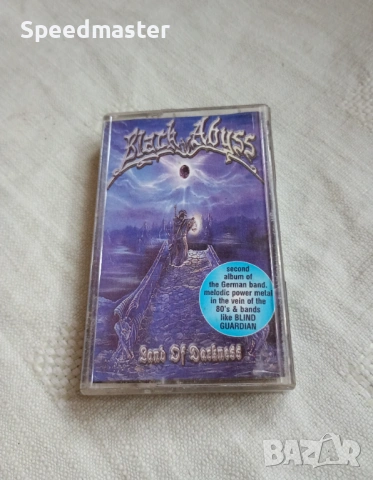 Speedmaster
Black Abyss
second
album of
the German band.
melodic power metal
in the vein of the
80's & bands
like BLIND
GUARDIAN
Land Of Darkness
BAZAR